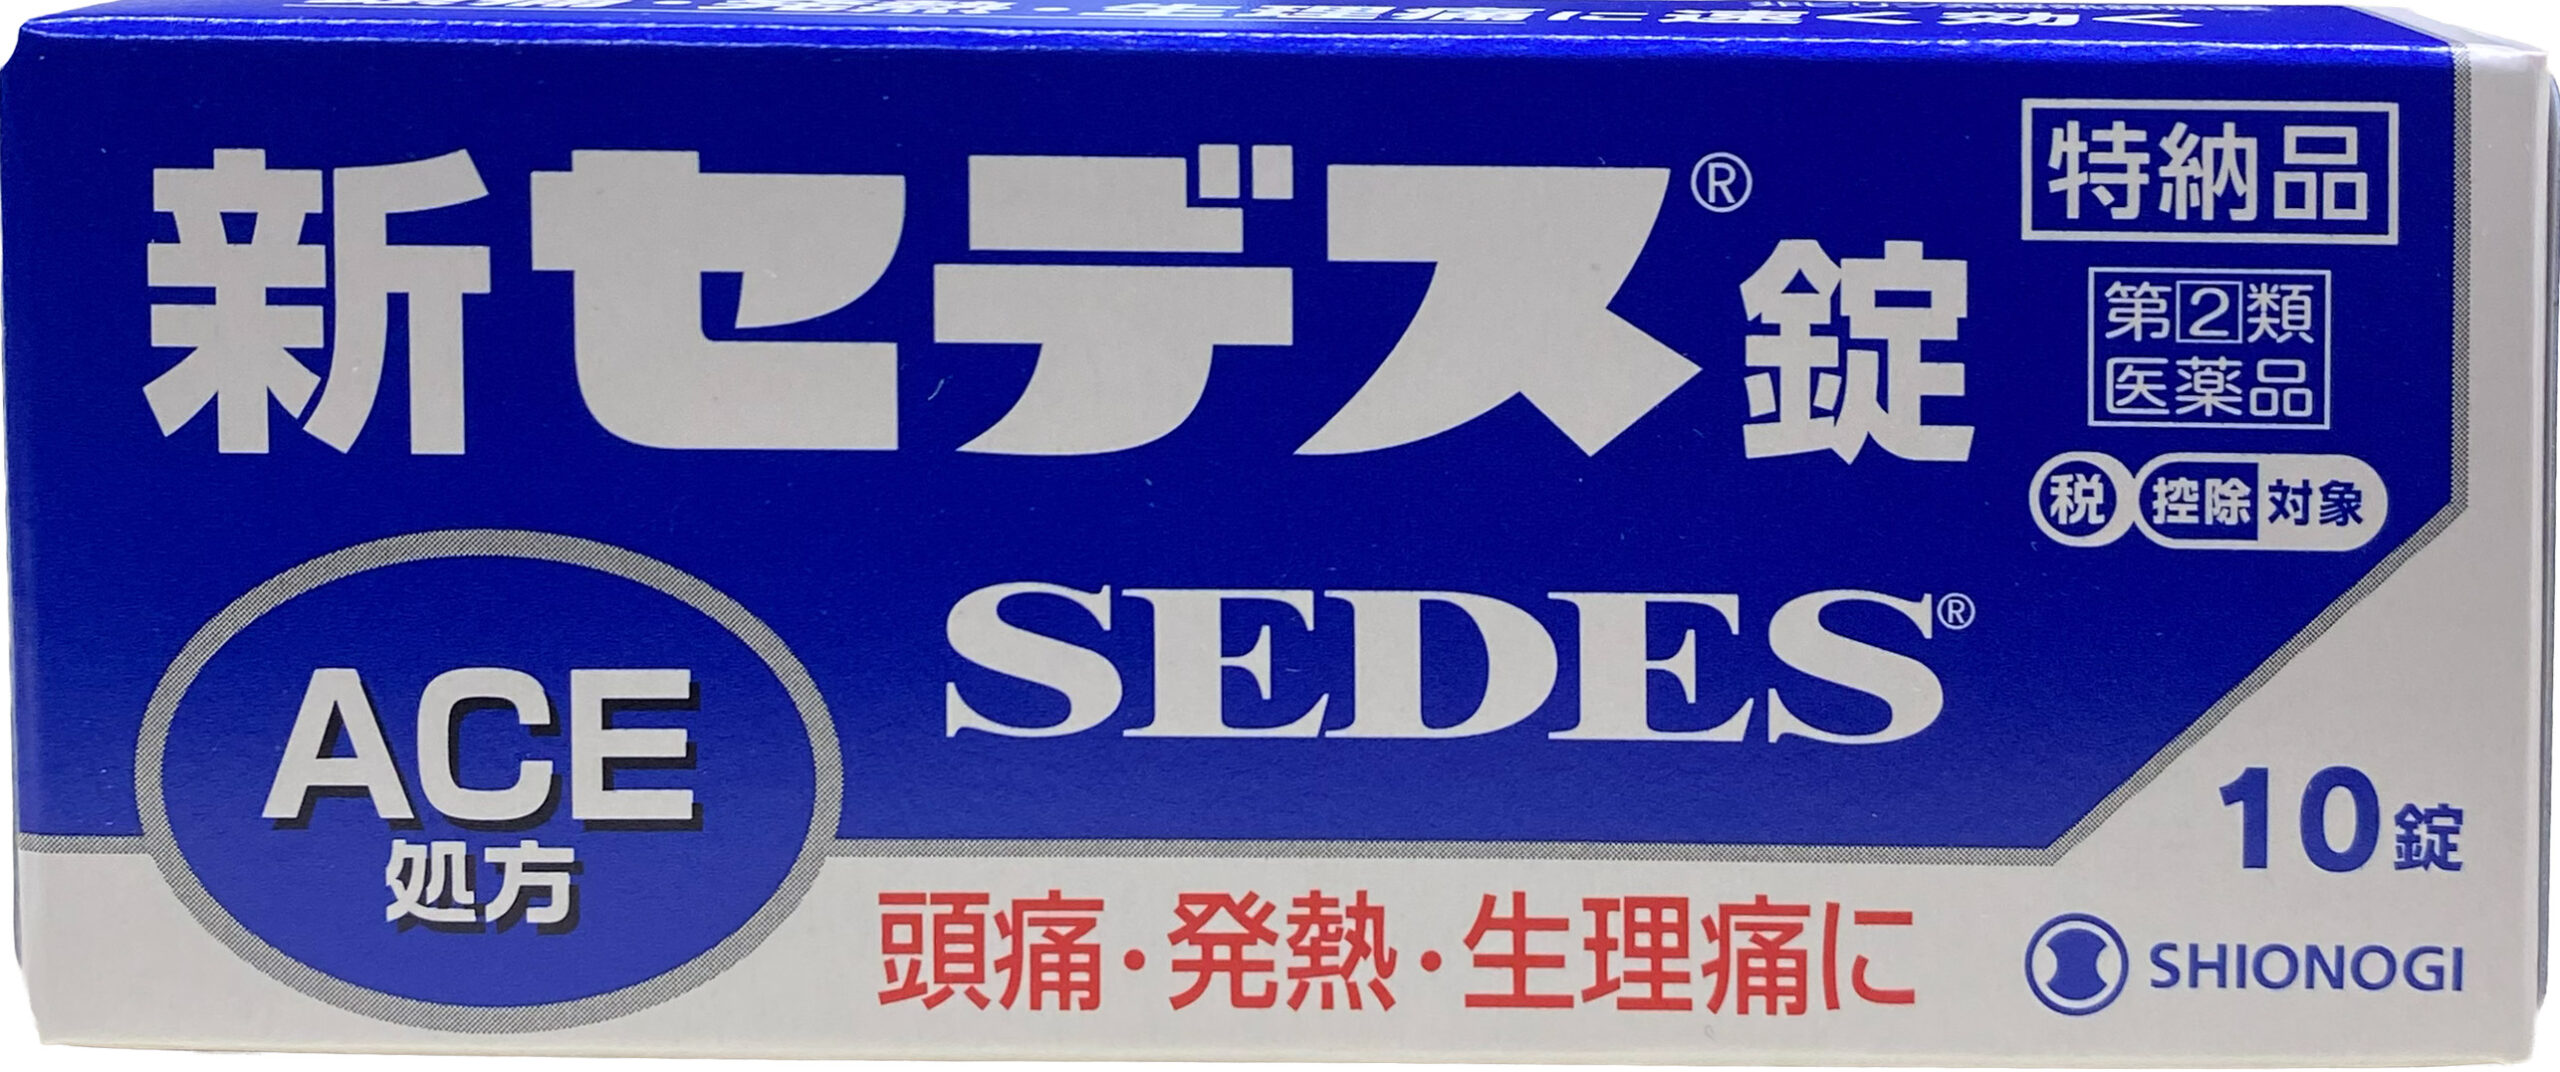 新セデス®錠
特納品
第②類
医薬品
税 控除対象
SEDES®
ACE
処方
10錠
頭痛・発熱・生理痛に
SHIONOGI